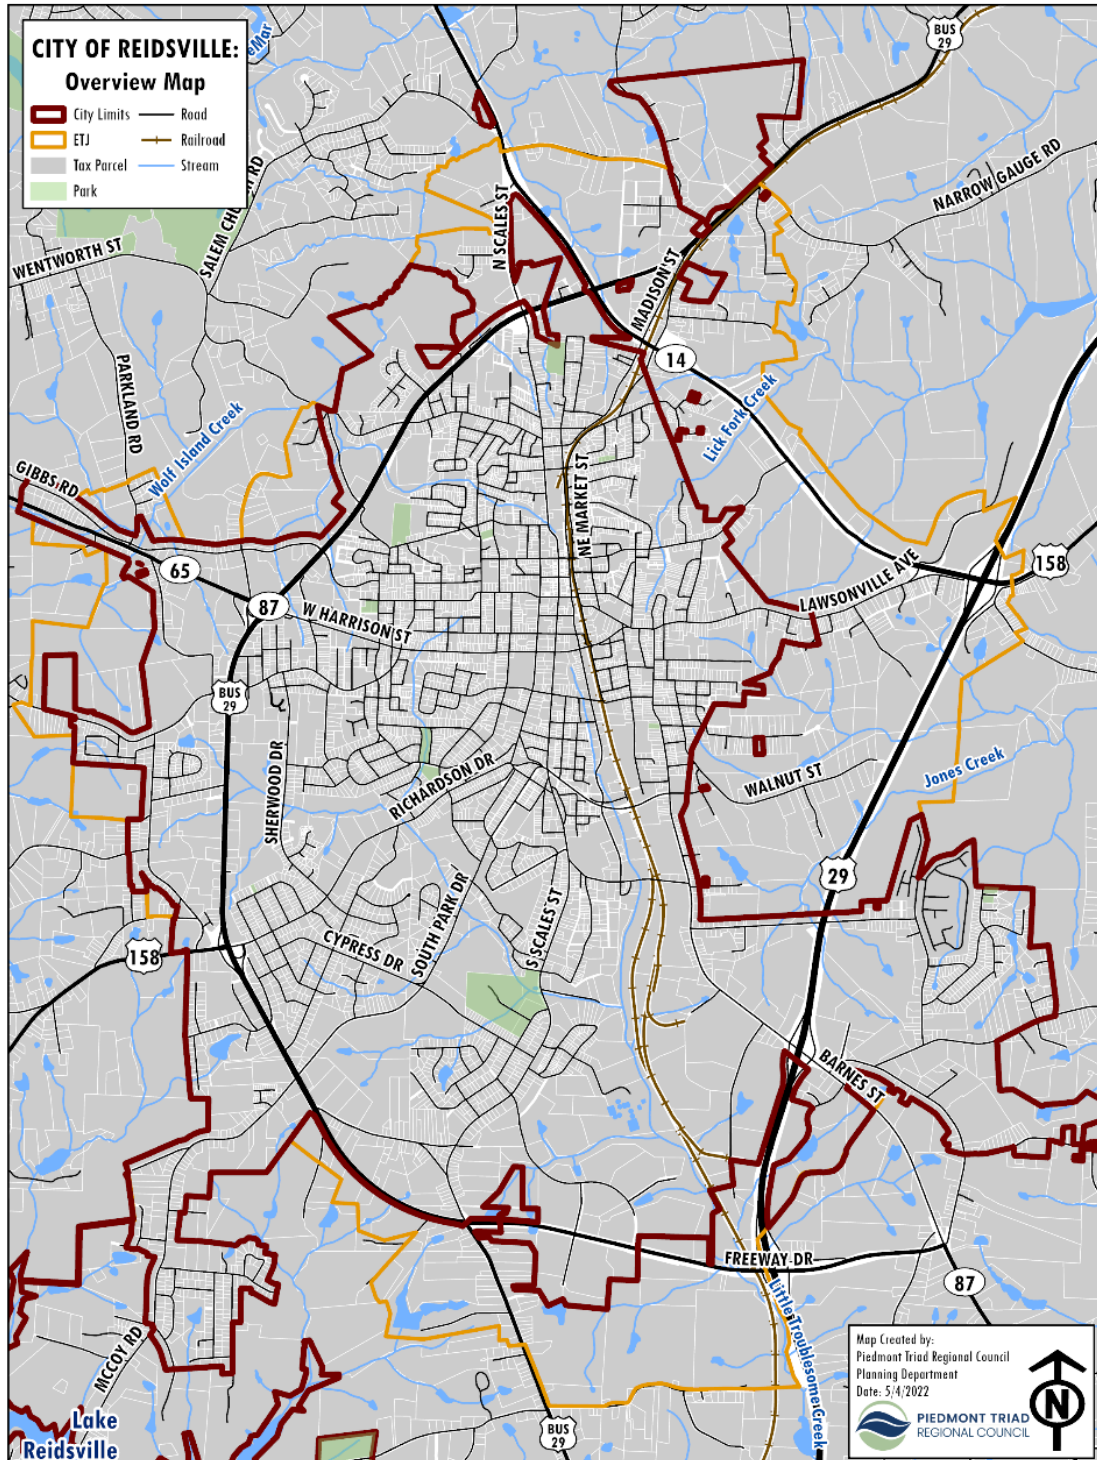 CITY OF REIDSVILLE:
Overview Map
City Limits
Road
ETJ
Railroad
Tax Parcel
Stream
Park
BUS
29
NARROW GAUGE RD
N SCALES ST
WENTWORTH ST
MADISON ST
14
PARKLAND RD
Wolf Island Creek
Lick Fork Creek
GIBBS RD
NE MARKET ST
65
158
LAWSONVILLE AVE
87
W HARRISON ST
BUS
29
SHERWOOD DR
RICHARDSON DR
WALNUT ST
Jones Creek
29
SOUTH PARK DR
S SCALES ST
CYPRESS DR
158
BARNES ST
FREEWAY DR
87
Little Troublesome Creek
MCCOY RD
Lake
Reidsville
BUS
29
Map Created by:
Piedmont Triad Regional Council
Planning Department
Date: 5/4/2022
N
PIEDMONT TRIAD
REGIONAL COUNCIL